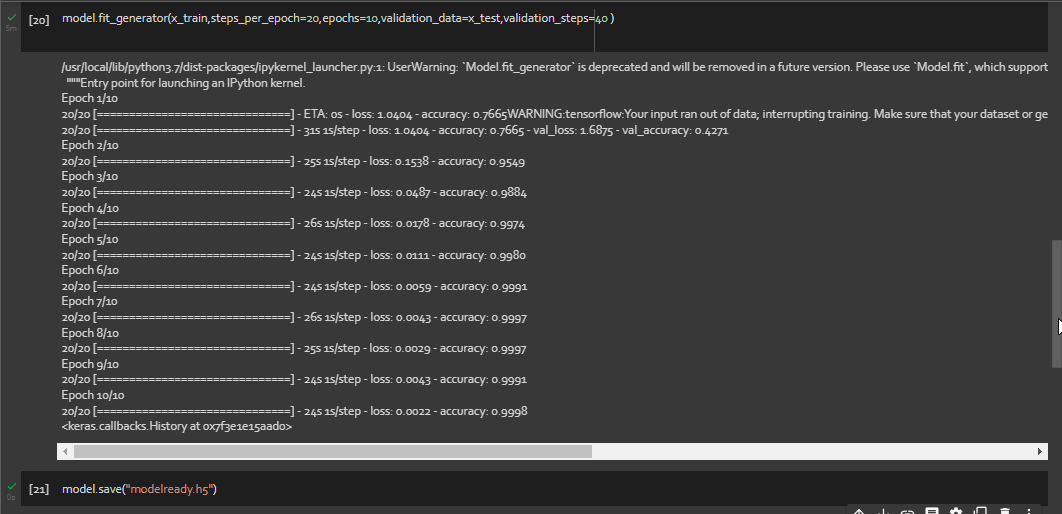 [20] model.fit_generator(x_train,steps_per_epoch=20,epochs=10,validation_data=x_test,validation_steps=40 )
5m
/usr/local/lib/python3.7/dist-packages/ipykernel_launcher.py:1: UserWarning: `Model.fit_generator` is deprecated and will be removed in a future version. Please use `Model.fit`, which support
"""Entry point for launching an IPython kernel.
Epoch 1/10
20/20 [==============================] - ETA: 0s - loss: 1.0404 - accuracy: 0.7665WARNING:tensorflow:Your input ran out of data; interrupting training. Make sure that your dataset or ge
20/20 [==============================] - 31s 1s/step - loss: 1.0404 - accuracy: 0.7665 - val_loss: 1.6875 - val_accuracy: 0.4271
Epoch 2/10
20/20 [==============================] - 25s 1s/step - loss: 0.1538 - accuracy: 0.9549
Epoch 3/10
20/20 [==============================] - 24s 1s/step - loss: 0.0487 - accuracy: 0.9884
Epoch 4/10
20/20 [==============================] - 26s 1s/step - loss: 0.0178 - accuracy: 0.9974
Epoch 5/10
20/20 [==============================] - 24s 1s/step - loss: 0.0111 - accuracy: 0.9980
Epoch 6/10
20/20 [==============================] - 24s 1s/step - loss: 0.0059 - accuracy: 0.9991
Epoch 7/10
20/20 [==============================] - 26s 1s/step - loss: 0.0043 - accuracy: 0.9997
Epoch 8/10
20/20 [==============================] - 25s 1s/step - loss: 0.0029 - accuracy: 0.9997
Epoch 9/10
20/20 [==============================] - 24s 1s/step - loss: 0.0043 - accuracy: 0.9991
Epoch 10/10
20/20 [==============================] - 24s 1s/step - loss: 0.0022 - accuracy: 0.9998
<keras.callbacks.History at 0x7f3e1e15aad0>
[21] model.save("modelready.h5")
0s